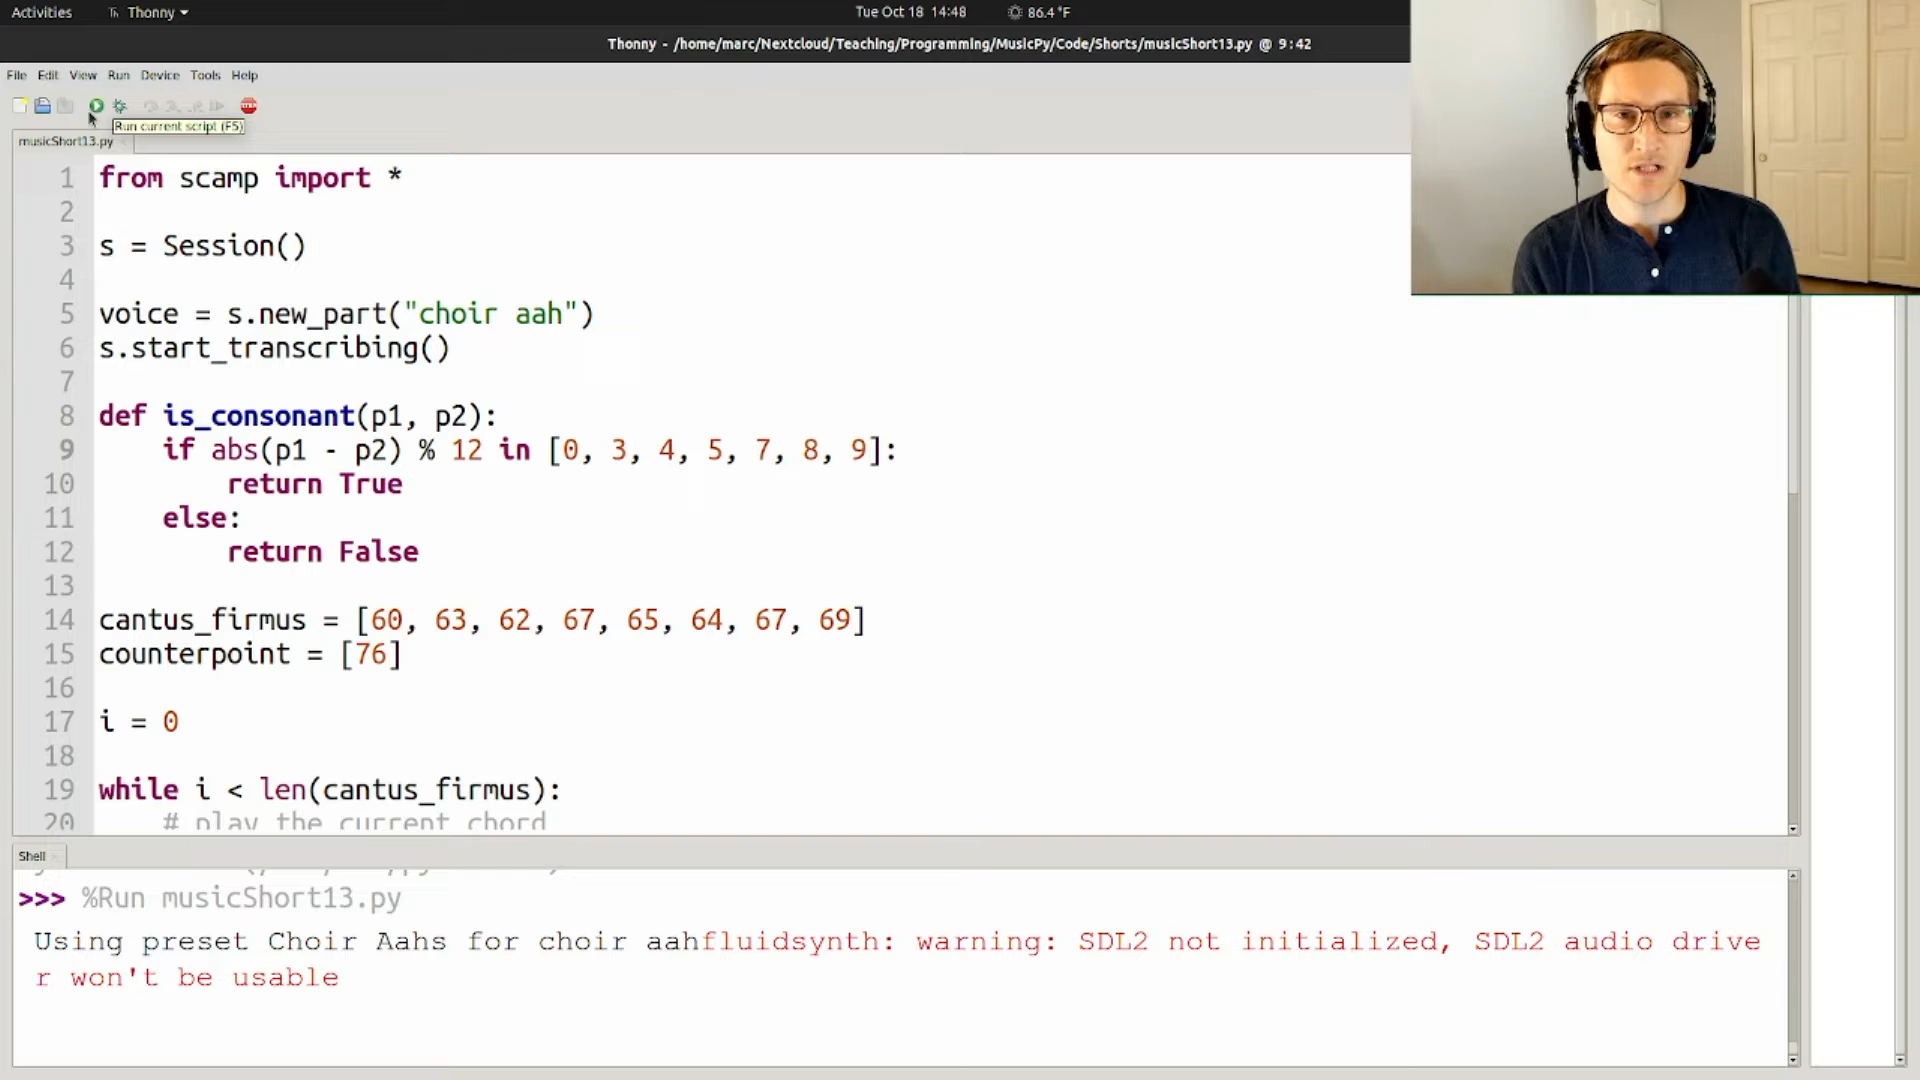 Activities
Thonny
Tue Oct 18 14:48
86.4 °F
Thonny - /home/marc/Nextcloud/Teaching/Programming/MusicPy/Code/Shorts/musicShort13.py @ 9:42
File Edit View Run Device Tools Help
Run current script (F5)
musicShort13.py
1 from scamp import *
2
3 s = Session()
4
5 voice = s.new_part("choir aah")
6 s.start_transcribing()
7
8 def is_consonant(p1, p2):
9 if abs(p1 - p2) % 12 in [0, 3, 4, 5, 7, 8, 9]:
10 return True
11 else:
12 return False
13
14 cantus_firmus = [60, 63, 62, 67, 65, 64, 67, 69]
15 counterpoint = [76]
16
17 i = 0
18
19 while i < len(cantus_firmus):
20 # play the current chord
Shell
>>> %Run musicShort13.py
Using preset Choir Aahs for choir aahfluidsynth: warning: SDL2 not initialized, SDL2 audio drive
r won't be usable